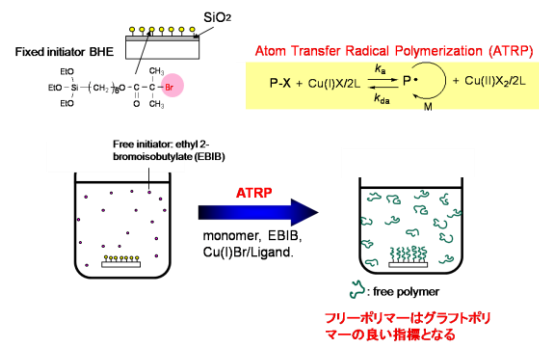 SiO2
Fixed initiator BHE
Atom Transfer Radical Polymerization (ATRP)
EtO
EtO—Si—(CH2)6O—C—C—Br
EtO
O
CH3
CH3
ka
P-X + Cu(I)X/2L P• + Cu(II)X2/2L
kda
M
Free initiator: ethyl 2-
bromoisobutylate (EBIB)
ATRP
monomer, EBIB,
Cu(I)Br/Ligand.
: free polymer
フリーポリマーはグラフトポリ
マーの良い指標となる